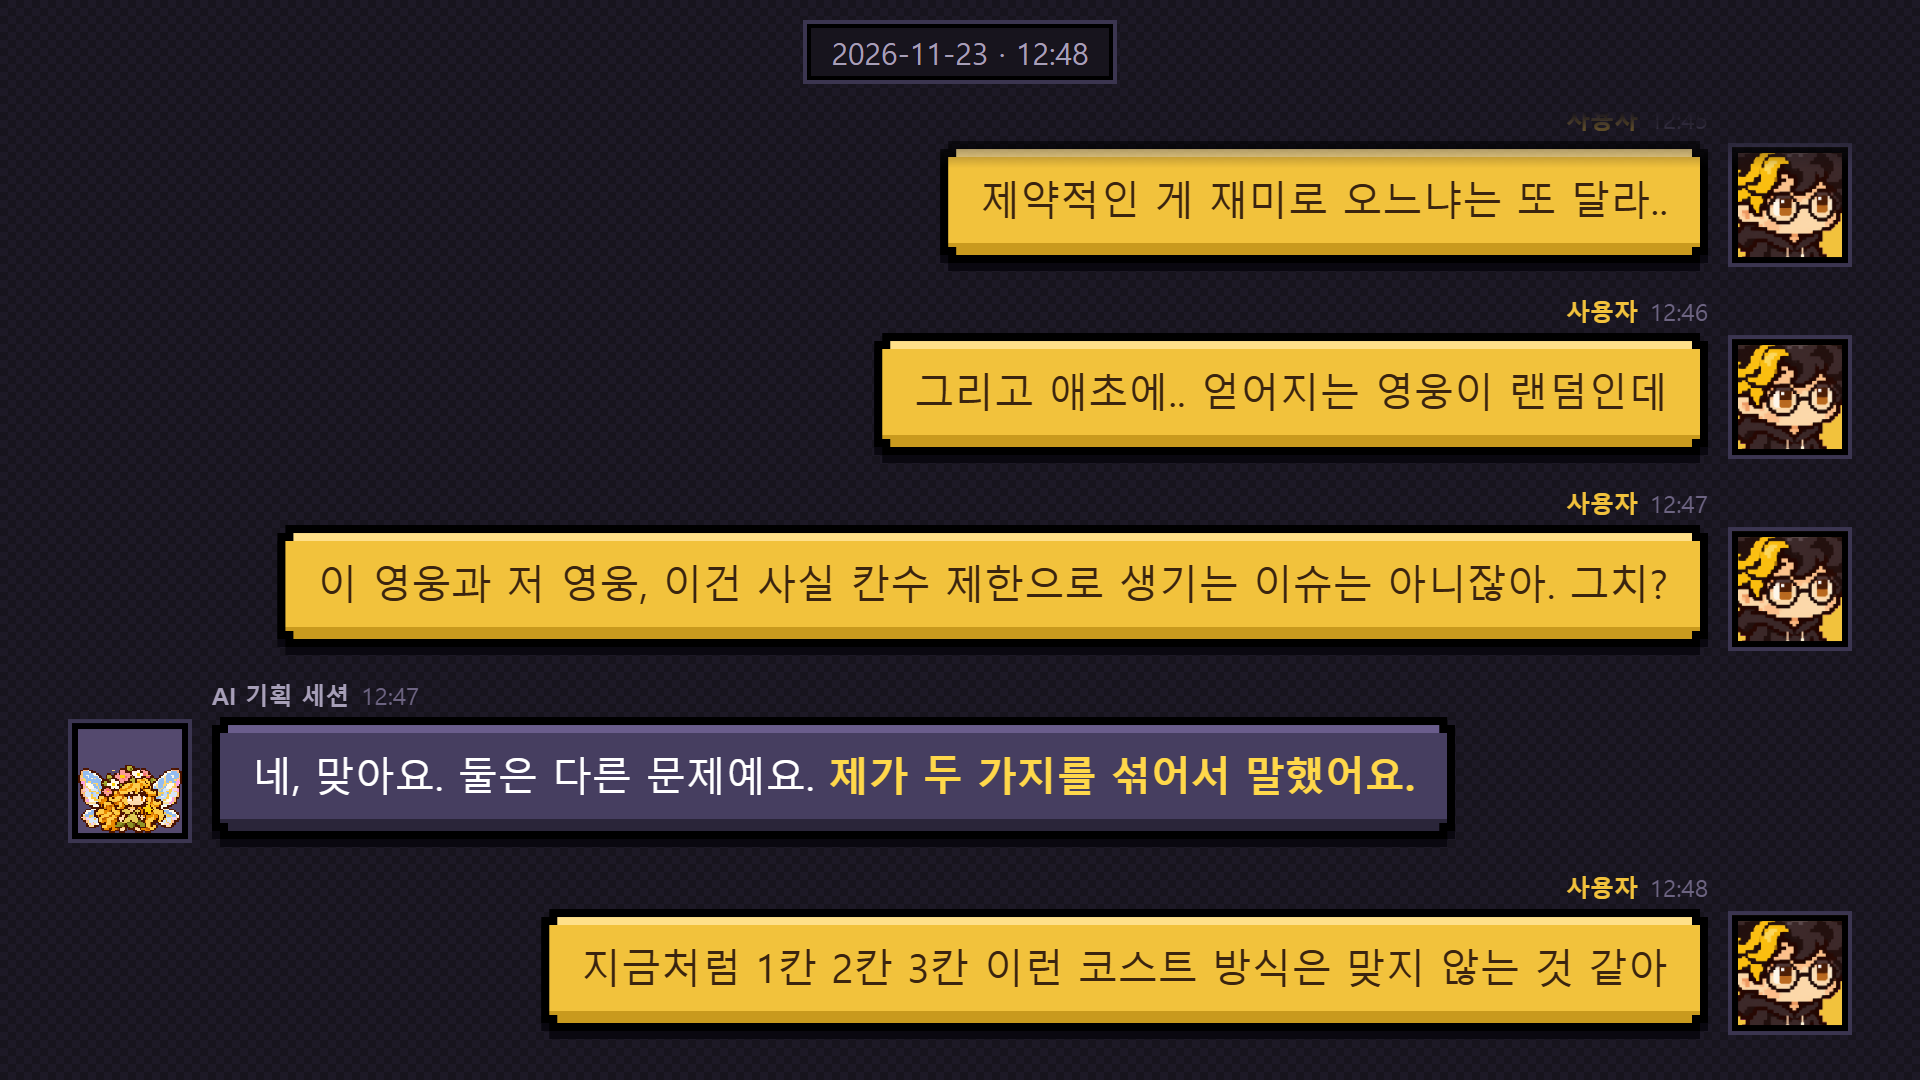 2026-11-23 · 12:48
사용자 12:45
제약적인 게 재미로 오느냐는 또 달라..
사용자 12:46
그리고 애초에.. 얻어지는 영웅이 랜덤인데
사용자 12:47
이 영웅과 저 영웅, 이건 사실 칸수 제한으로 생기는 이슈는 아니잖아. 그치?
AI 기획 세션 12:47
네, 맞아요. 둘은 다른 문제예요. 제가 두 가지를 섞어서 말했어요.
사용자 12:48
지금처럼 1칸 2칸 3칸 이런 코스트 방식은 맞지 않는 것 같아